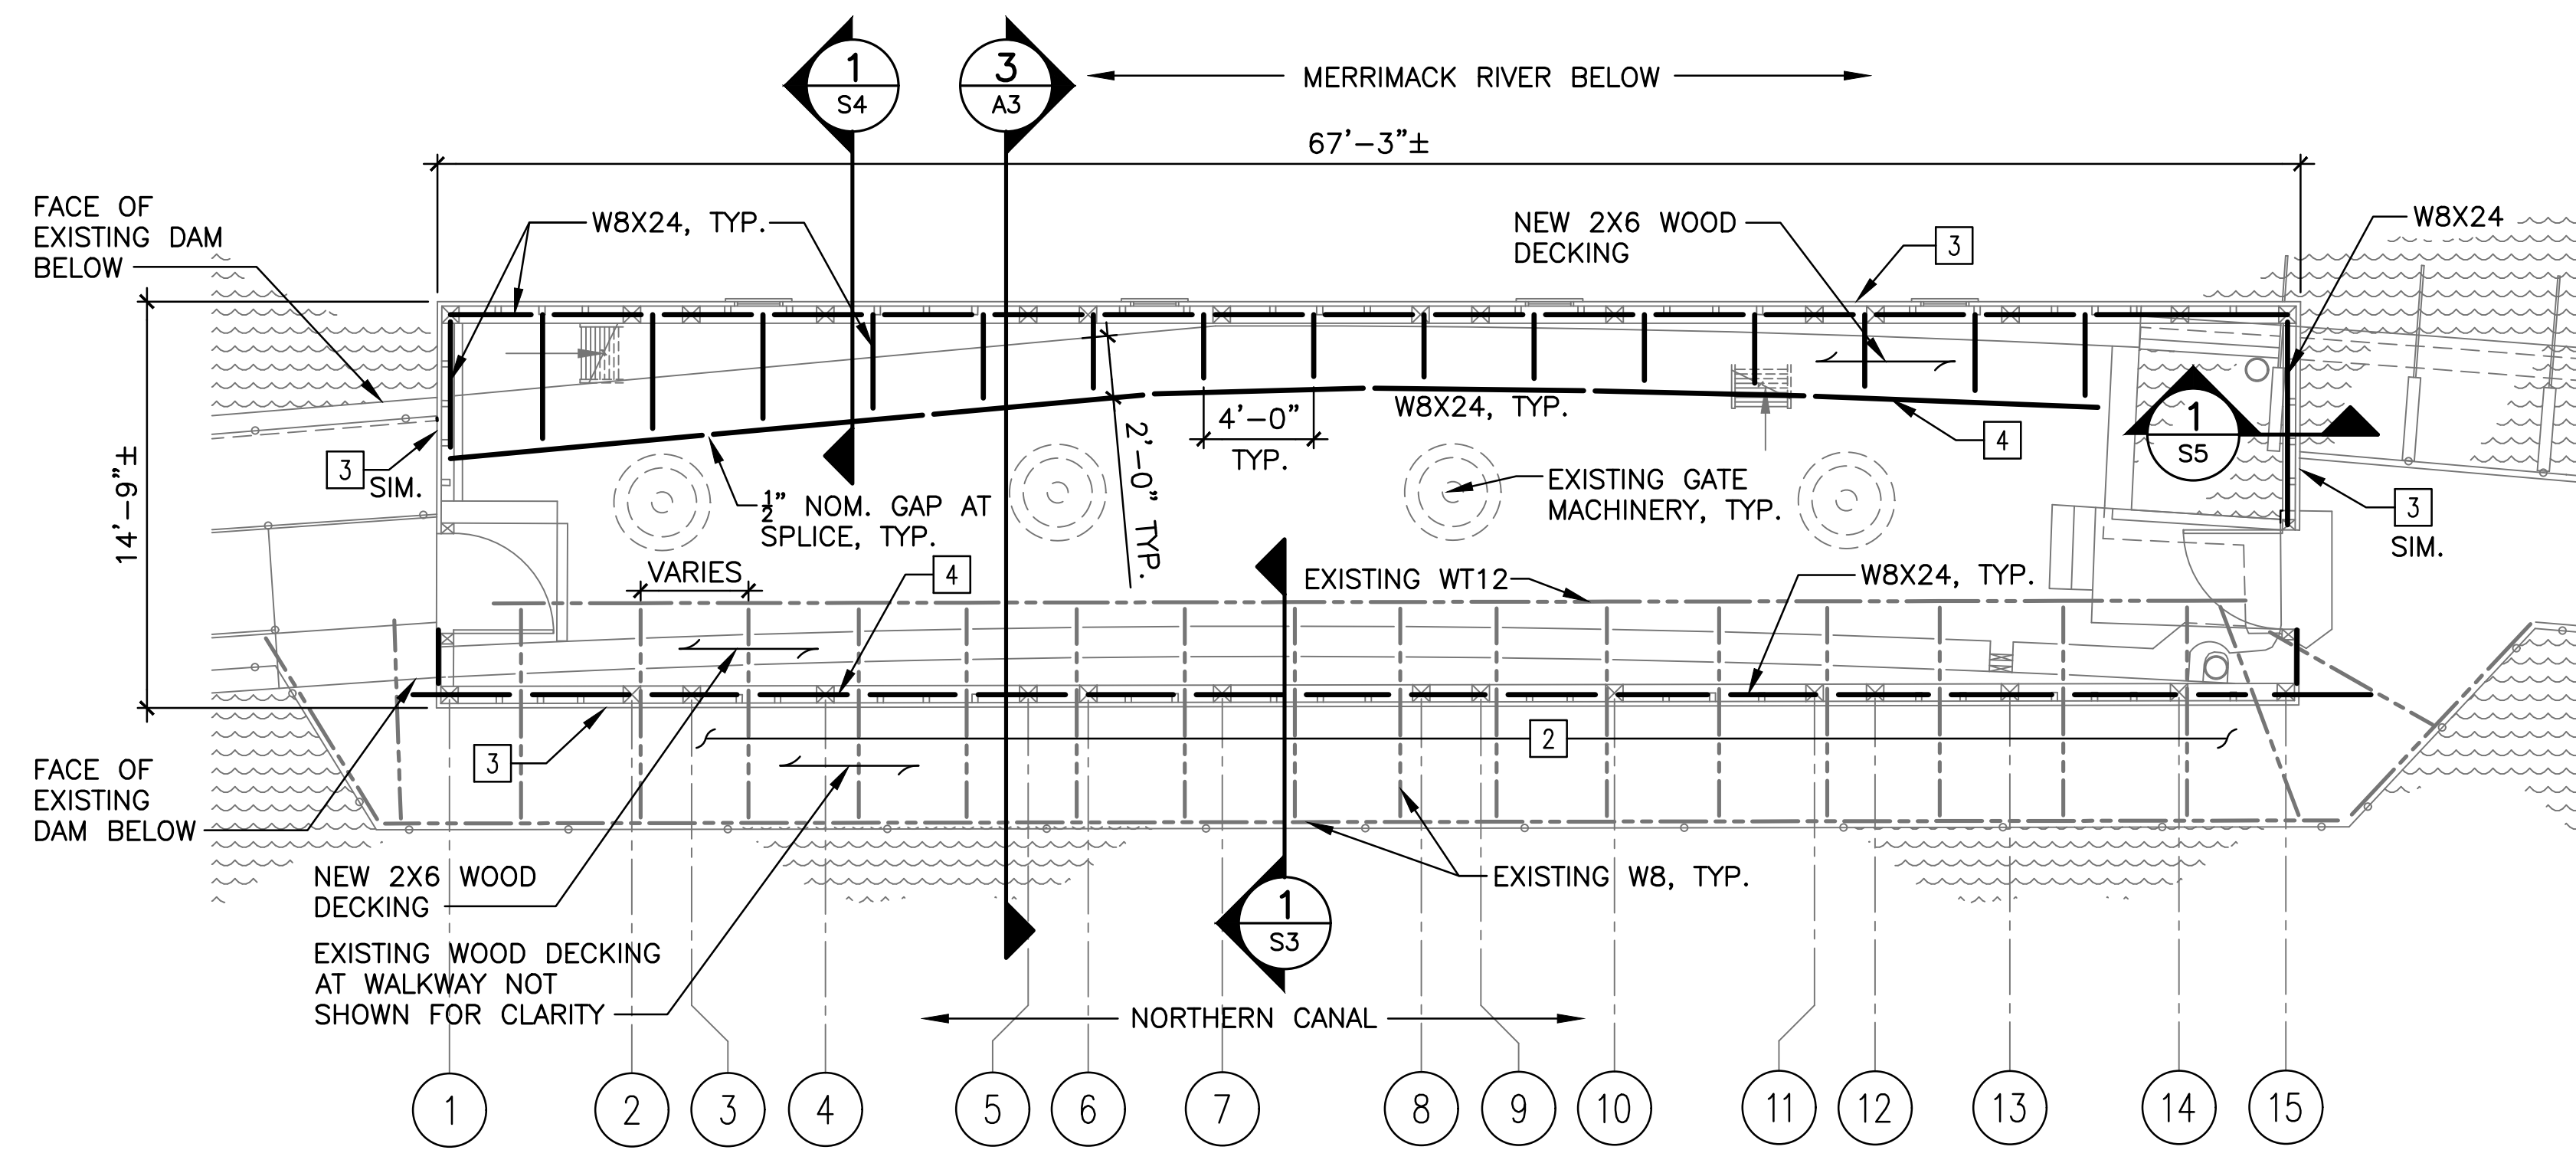 1
S4
3
A3
MERRIMACK RIVER BELOW
67'-3"±
FACE OF
EXISTING DAM
BELOW
W8X24, TYP.
NEW 2X6 WOOD
DECKING
3
W8X24
14'-9"±
3
SIM.
1/2" NOM. GAP AT
SPLICE, TYP.
2'-0" TYP.
4'-0"
TYP.
W8X24, TYP.
4
1
S5
EXISTING GATE
MACHINERY, TYP.
3
SIM.
VARIES
4
EXISTING WT12
W8X24, TYP.
3
2
FACE OF
EXISTING
DAM BELOW
NEW 2X6 WOOD
DECKING
EXISTING W8, TYP.
1
S3
EXISTING WOOD DECKING
AT WALKWAY NOT
SHOWN FOR CLARITY
NORTHERN CANAL
1
2
3
4
5
6
7
8
9
10
11
12
13
14
15